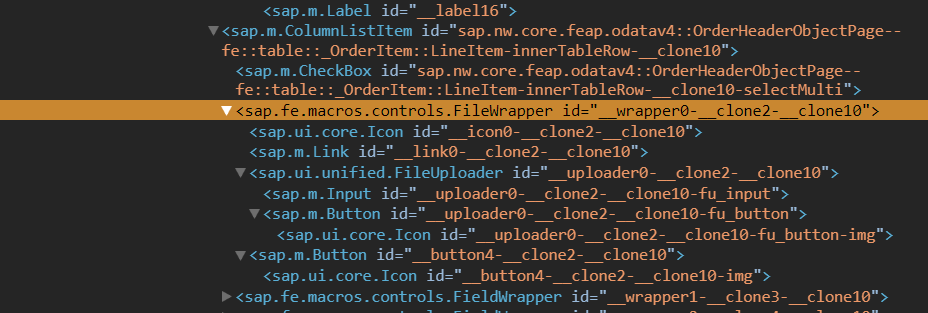 <sap.m.Label id="__label16">
▼<sap.m.ColumnListItem id="sap.nw.core.feap.odatav4::OrderHeaderObjectPage--
fe::table::_OrderItem::LineItem-innerTableRow-__clone10">
<sap.m.CheckBox id="sap.nw.core.feap.odatav4::OrderHeaderObjectPage--
fe::table::_OrderItem::LineItem-innerTableRow-__clone10-selectMulti">
▼<sap.fe.macros.controls.FileWrapper id="__wrapper0-__clone2-__clone10">
<sap.ui.core.Icon id="__icon0-__clone2-__clone10">
<sap.m.Link id="__link0-__clone2-__clone10">
▼<sap.ui.unified.FileUploader id="__uploader0-__clone2-__clone10">
<sap.m.Input id="__uploader0-__clone2-__clone10-fu_input">
▼<sap.m.Button id="__uploader0-__clone2-__clone10-fu_button">
<sap.ui.core.Icon id="__uploader0-__clone2-__clone10-fu_button-img">
▼<sap.m.Button id="__button4-__clone2-__clone10">
<sap.ui.core.Icon id="__button4-__clone2-__clone10-img">
▶<sap.fe.macros.controls.FieldWrapper id="__wrapper1-__clone3-__clone10">